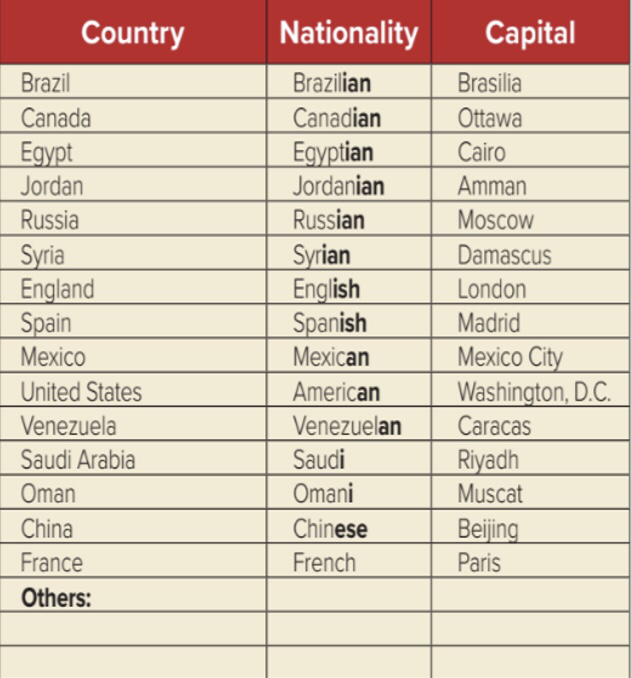 Country Nationality Capital
Brazil Brazilian Brasilia
Canada Canadian Ottawa
Egypt Egyptian Cairo
Jordan Jordanian Amman
Russia Russian Moscow
Syria Syrian Damascus
England English London
Spain Spanish Madrid
Mexico Mexican Mexico City
United States American Washington, D.C.
Venezuela Venezuelan Caracas
Saudi Arabia Saudi Riyadh
Oman Omani Muscat
China Chinese Beijing
France French Paris
Others: